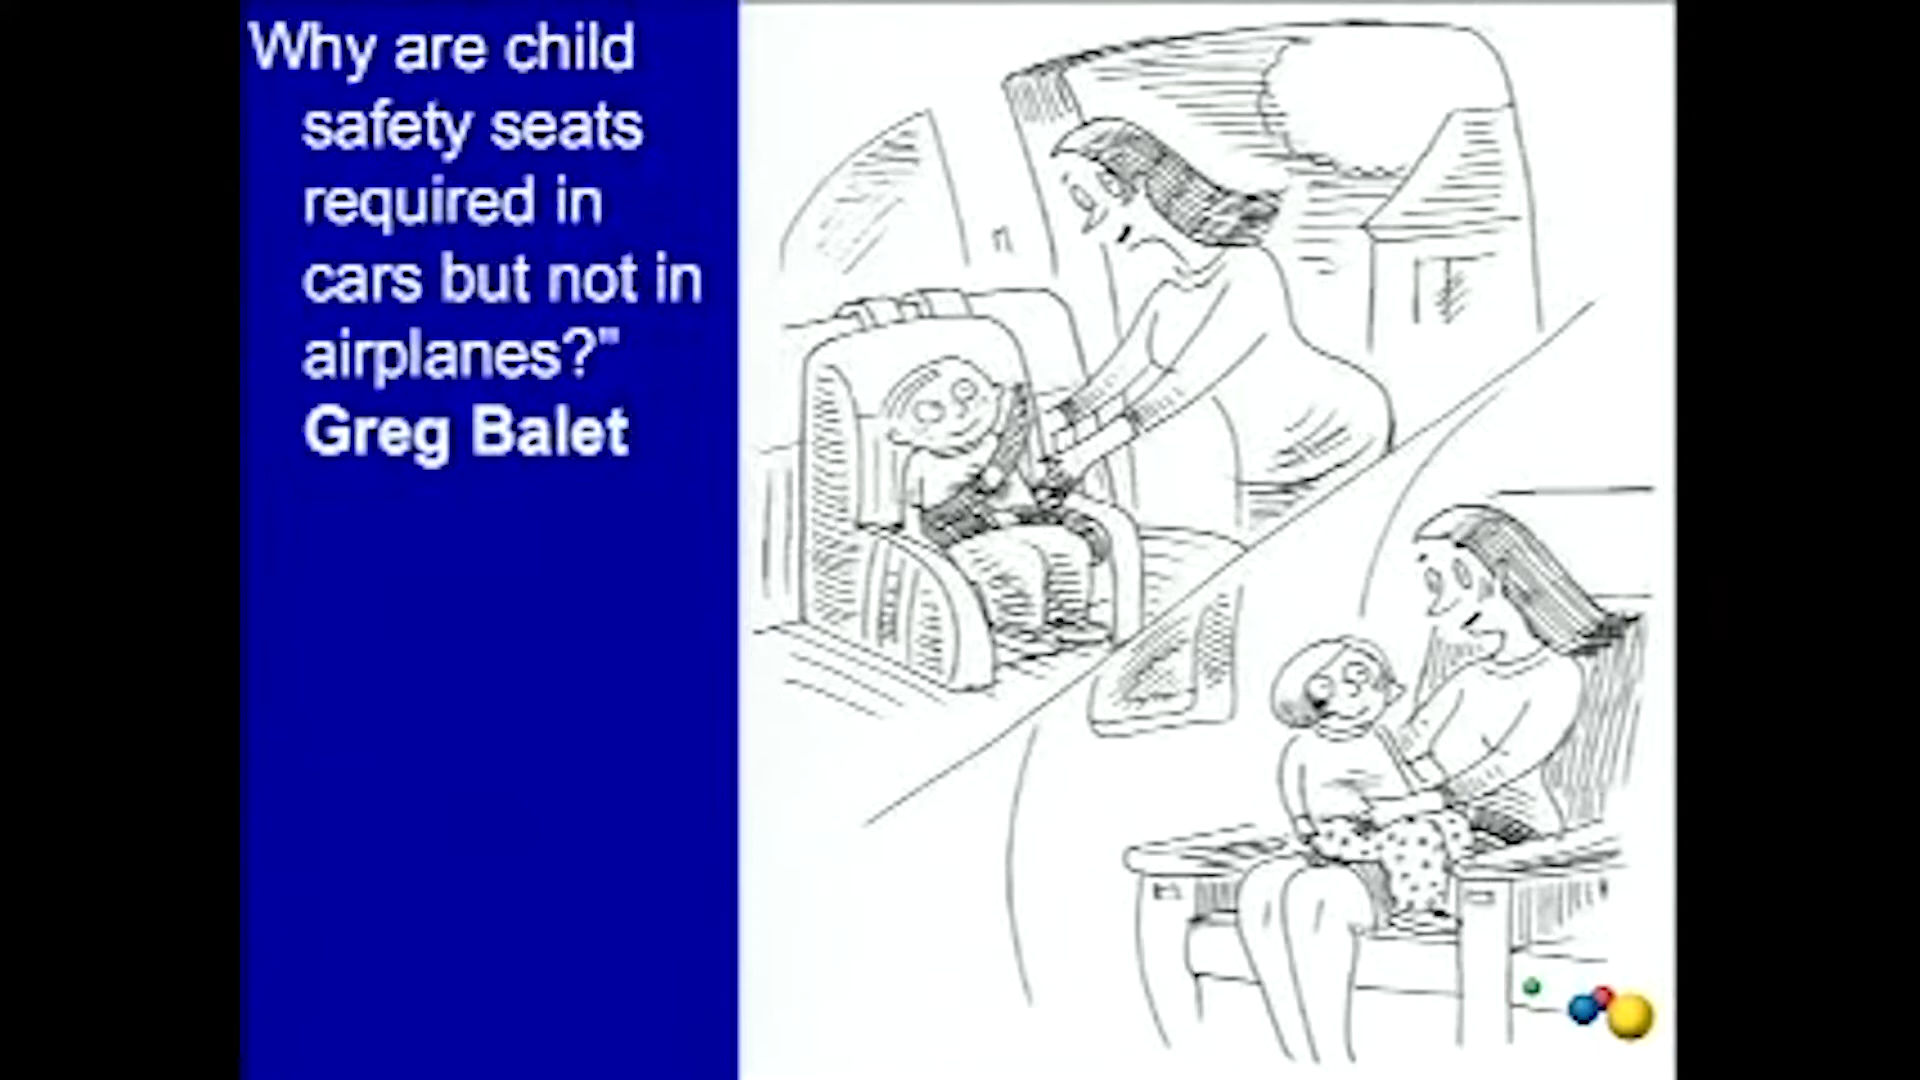 Why are child
safety seats
required in
cars but not in
airplanes?"
Greg Balet